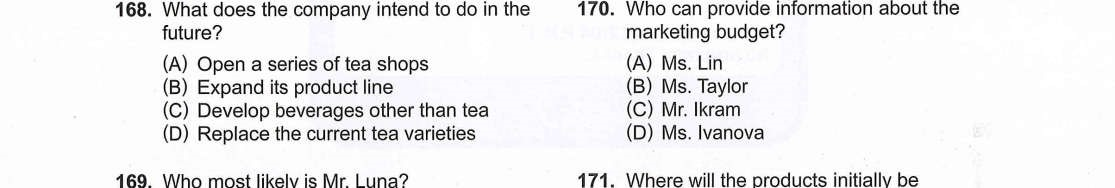 168. What does the company intend to do in the
future?
(A) Open a series of tea shops
(B) Expand its product line
(C) Develop beverages other than tea
(D) Replace the current tea varieties
169. Who most likely is Mr. Luna?
170. Who can provide information about the
marketing budget?
(A) Ms. Lin
(B) Ms. Taylor
(C) Mr. Ikram
(D) Ms. Ivanova
171. Where will the products initially be